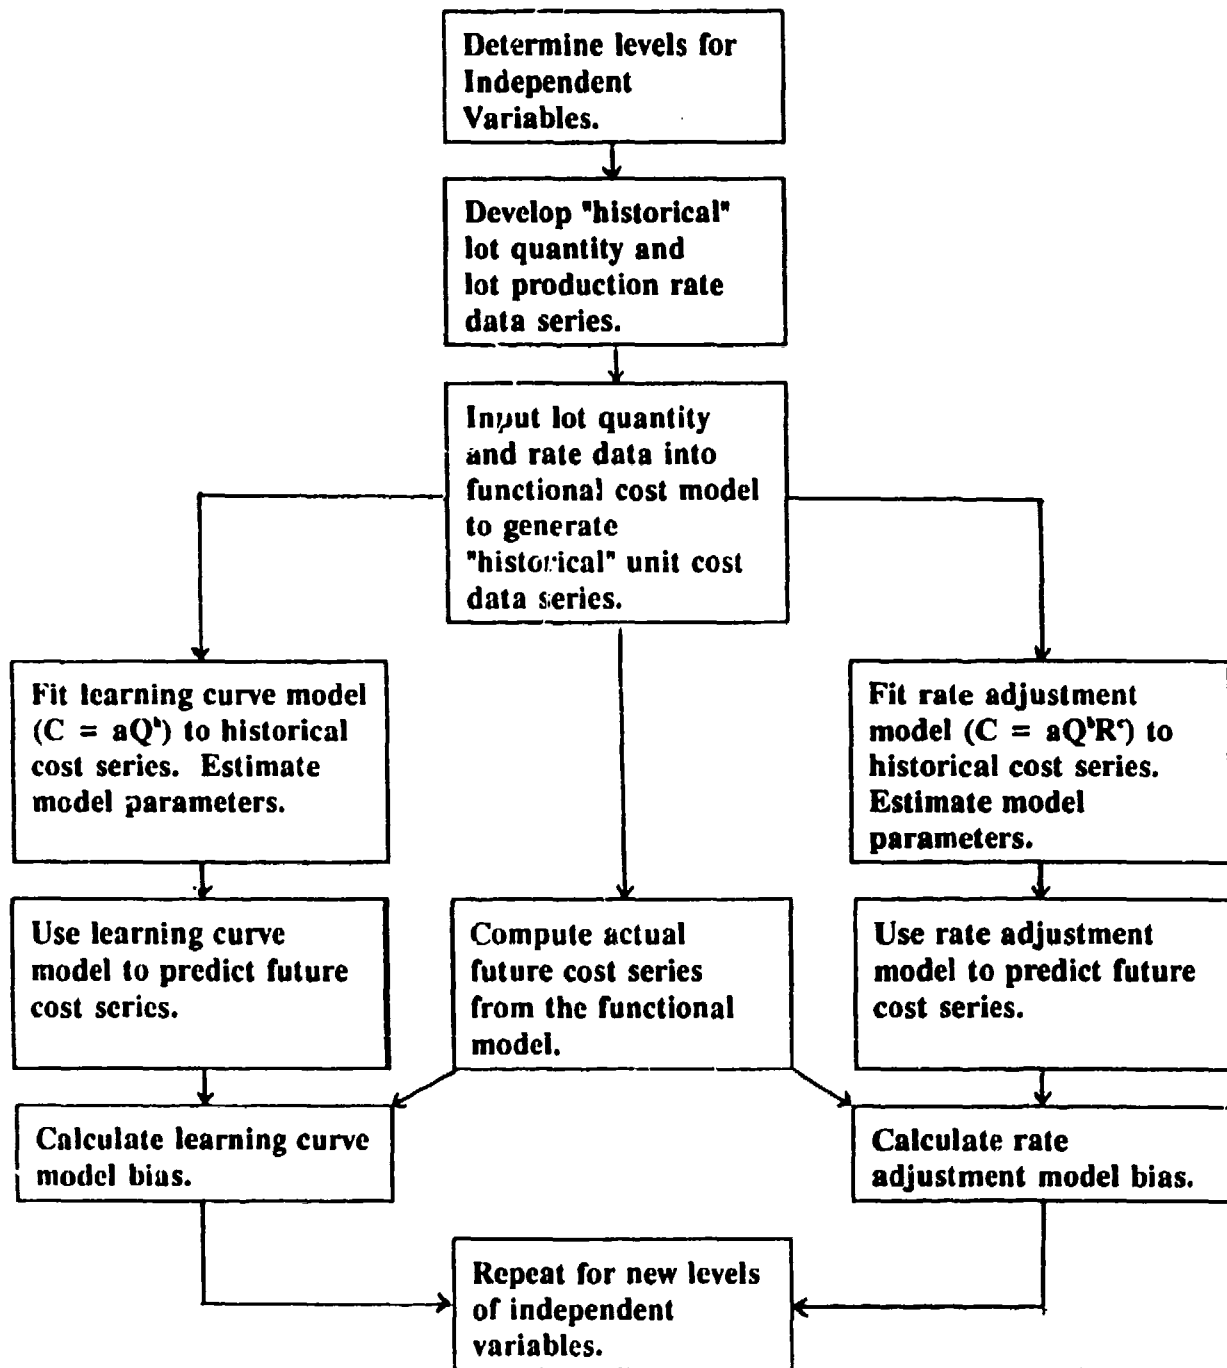 Determine levels for
Independent
Variables.
Develop "historical"
lot quantity and
lot production rate
data series.
Input lot quantity
and rate data into
functional cost model
to generate
"historical" unit cost
data series.
Fit learning curve model
(C = aQᵇ) to historical
cost series. Estimate
model parameters.
Fit rate adjustment
model (C = aQᵇRᶜ) to
historical cost series.
Estimate model
parameters.
Use learning curve
model to predict future
cost series.
Compute actual
future cost series
from the functional
model.
Use rate adjustment
model to predict future
cost series.
Calculate learning curve
model bias.
Calculate rate
adjustment model bias.
Repeat for new levels
of independent
variables.